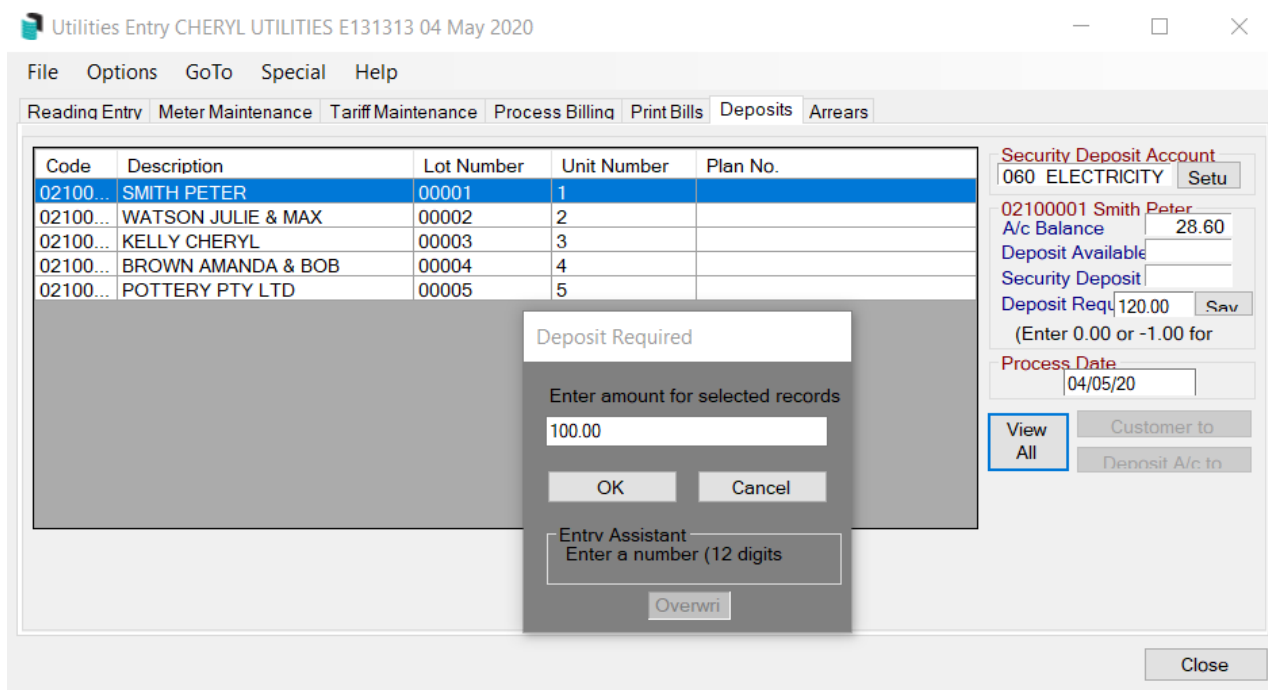 Utilities Entry CHERYL UTILITIES E131313 04 May 2020
File Options GoTo Special Help
Reading Entry Meter Maintenance Tariff Maintenance Process Billing Print Bills Deposits Arrears
Code Description Lot Number Unit Number Plan No.
02100... SMITH PETER 00001 1
02100... WATSON JULIE & MAX 00002 2
02100... KELLY CHERYL 00003 3
02100... BROWN AMANDA & BOB 00004 4
02100... POTTERY PTY LTD 00005 5
Security Deposit Account
060 ELECTRICITY Setu
02100001 Smith Peter
A/c Balance 28.60
Deposit Available
Security Deposit
Deposit Requ 120.00 Sav
(Enter 0.00 or -1.00 for
Process Date
04/05/20
View All
Customer to
Deposit A/c to
Deposit Required
Enter amount for selected records
100.00
OK Cancel
Entry Assistant
Enter a number (12 digits
Overwri
Close